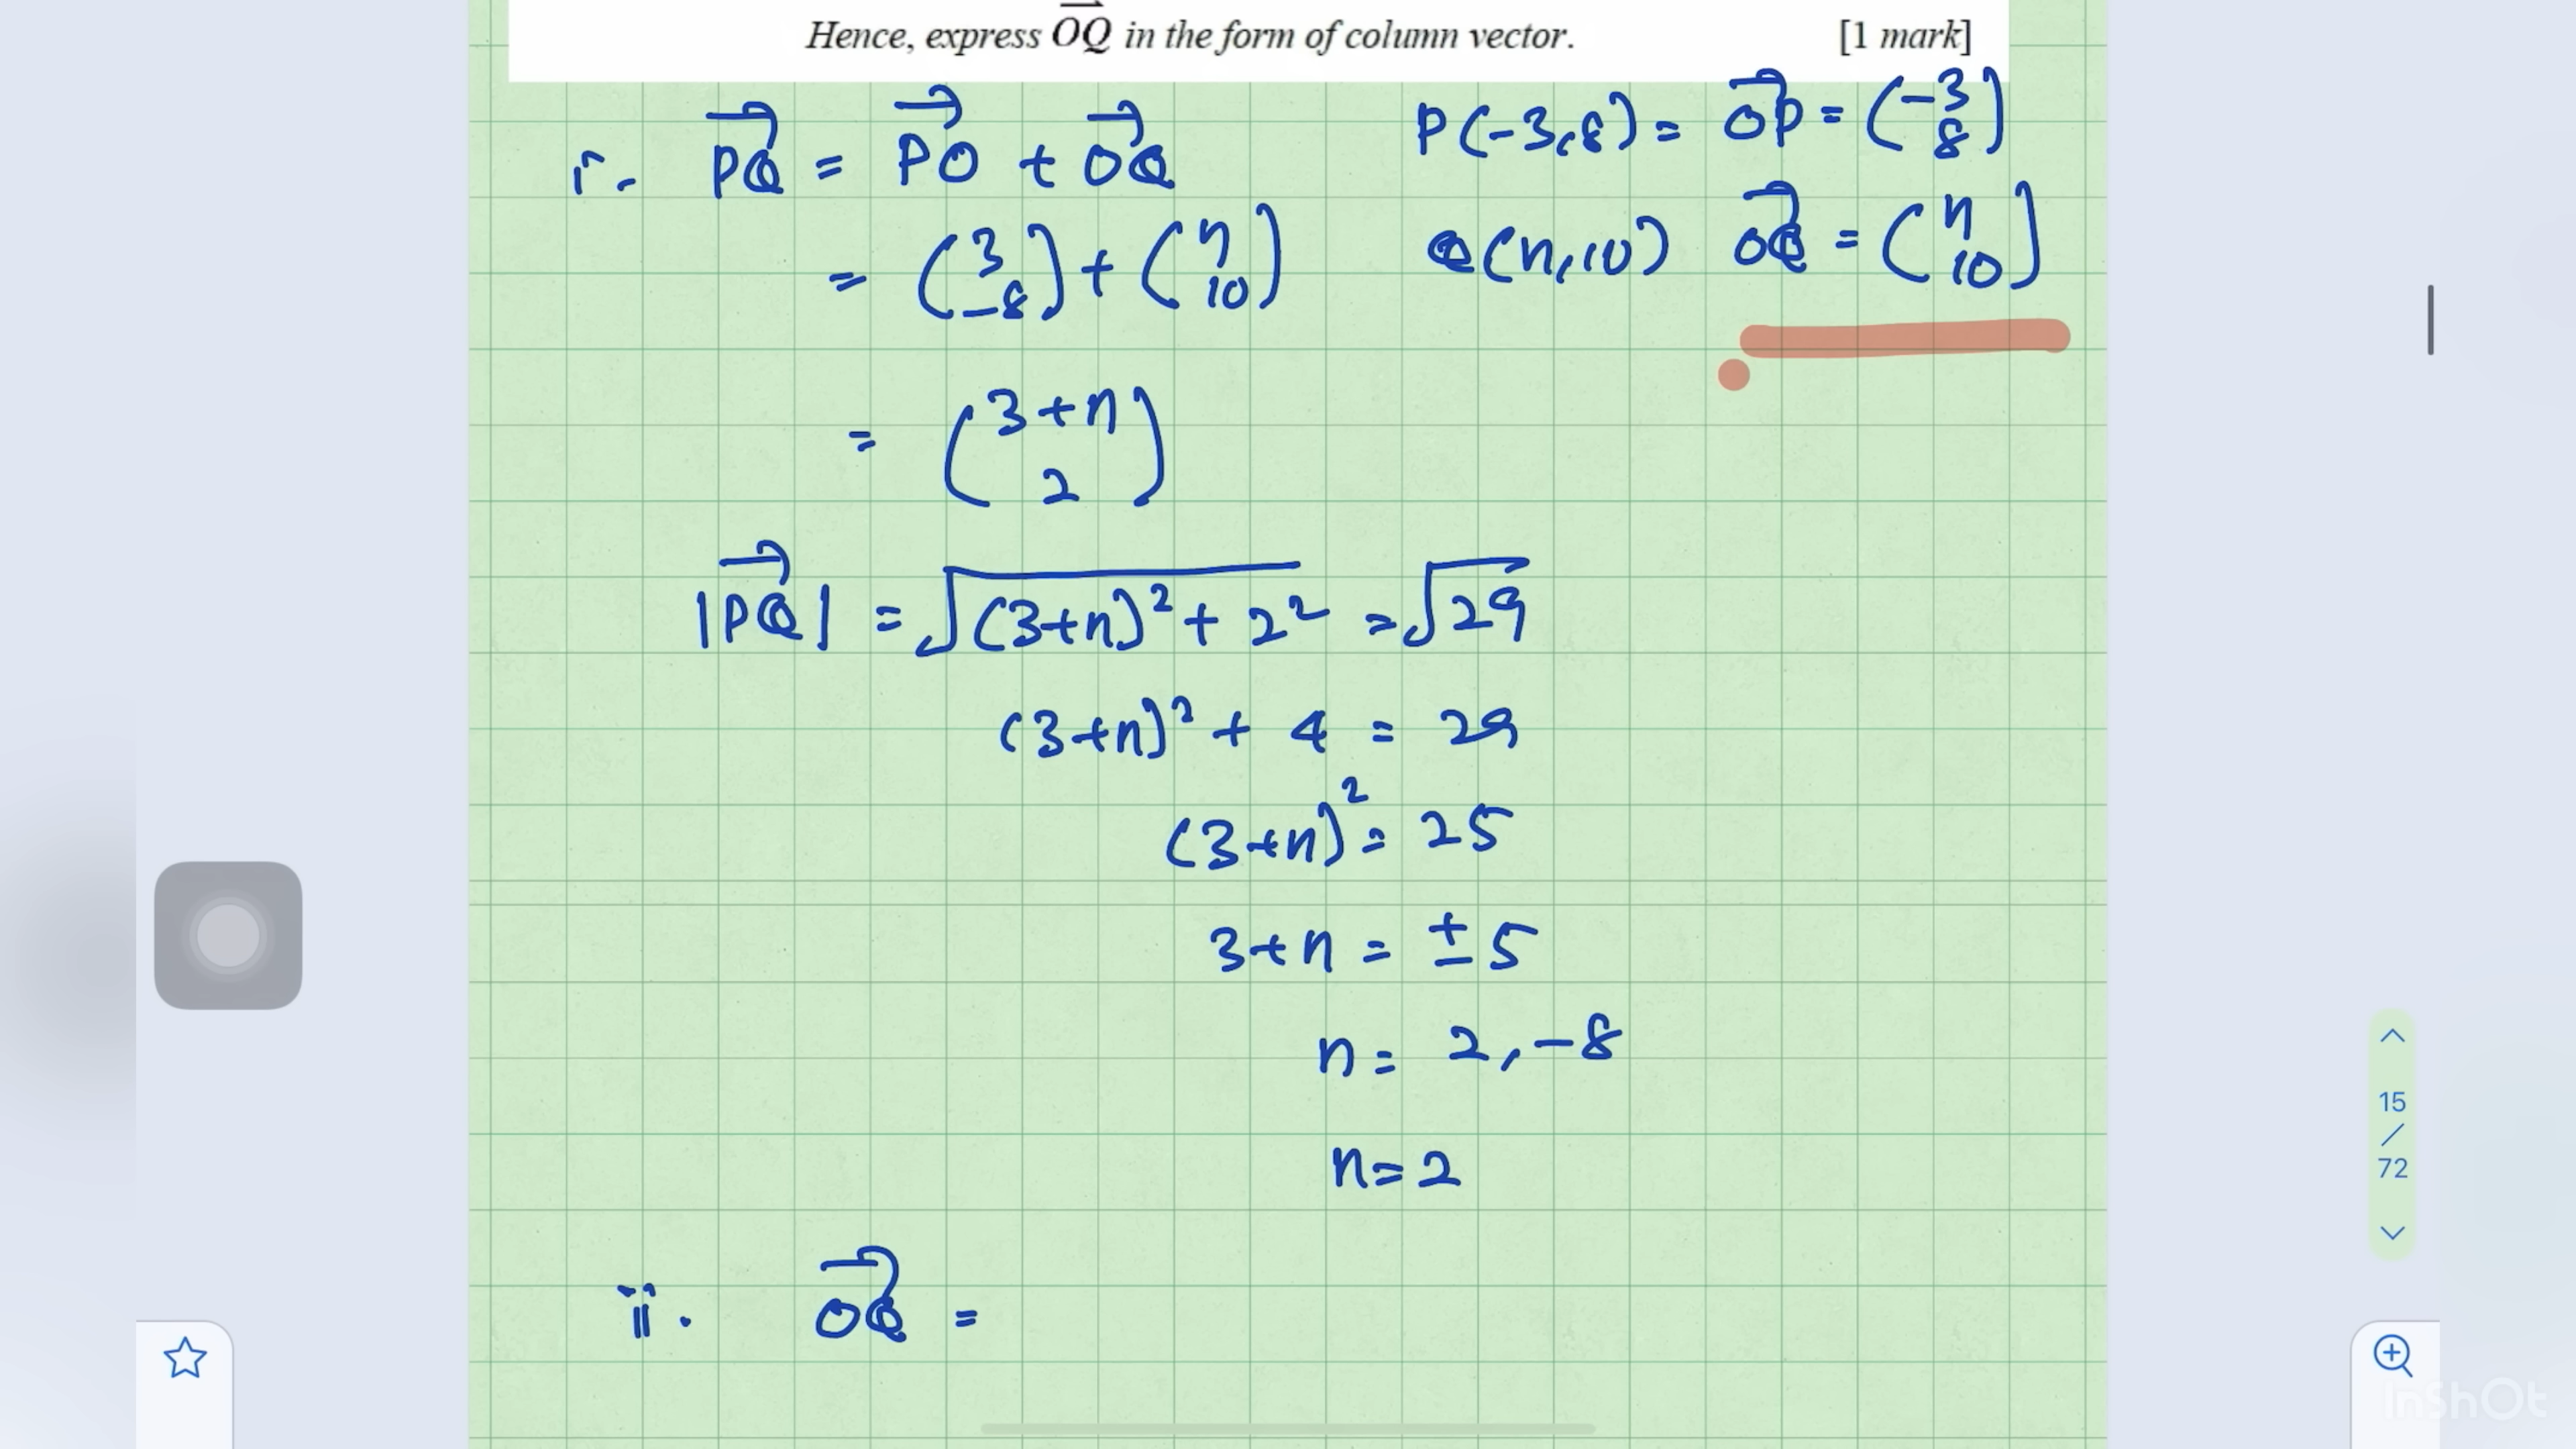 Hence, express OQ in the form of column vector. [1 mark]
i. PQ = PO + OQ
= (3 -8) + (n 10)
= (3+n 2)
P(-3,8) = OP = (-3 8)
Q(n,10) OQ = (n 10)
|PQ| = √(3+n)² + 2² = √29
(3+n)² + 4 = 29
(3+n)² = 25
3+n = ±5
n = 2, -8
n = 2
ii. OQ =
15
/
72
InShOt